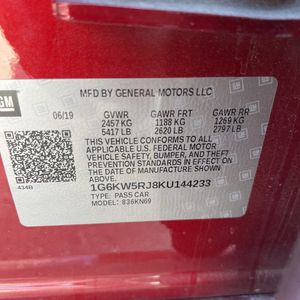 GM
MFD BY GENERAL MOTORS LLC
06/19 GVWR GAWR FRT GAWR RR
2457 KG 1188 KG 1269 KG
5417 LB 2620 LB 2797 LB
THIS VEHICLE CONFORMS TO ALL APPLICABLE
U.S. FEDERAL MOTOR
VEHICLE SAFETY, BUMPER, AND THEFT
PREVENTION STANDARDS IN EFFECT ON
THE DATE OF MANUFACTURE SHOWN
ABOVE.
434B 1G6KW5RJ8KU144233
TYPE: PASS CAR
MODEL: 836KN69